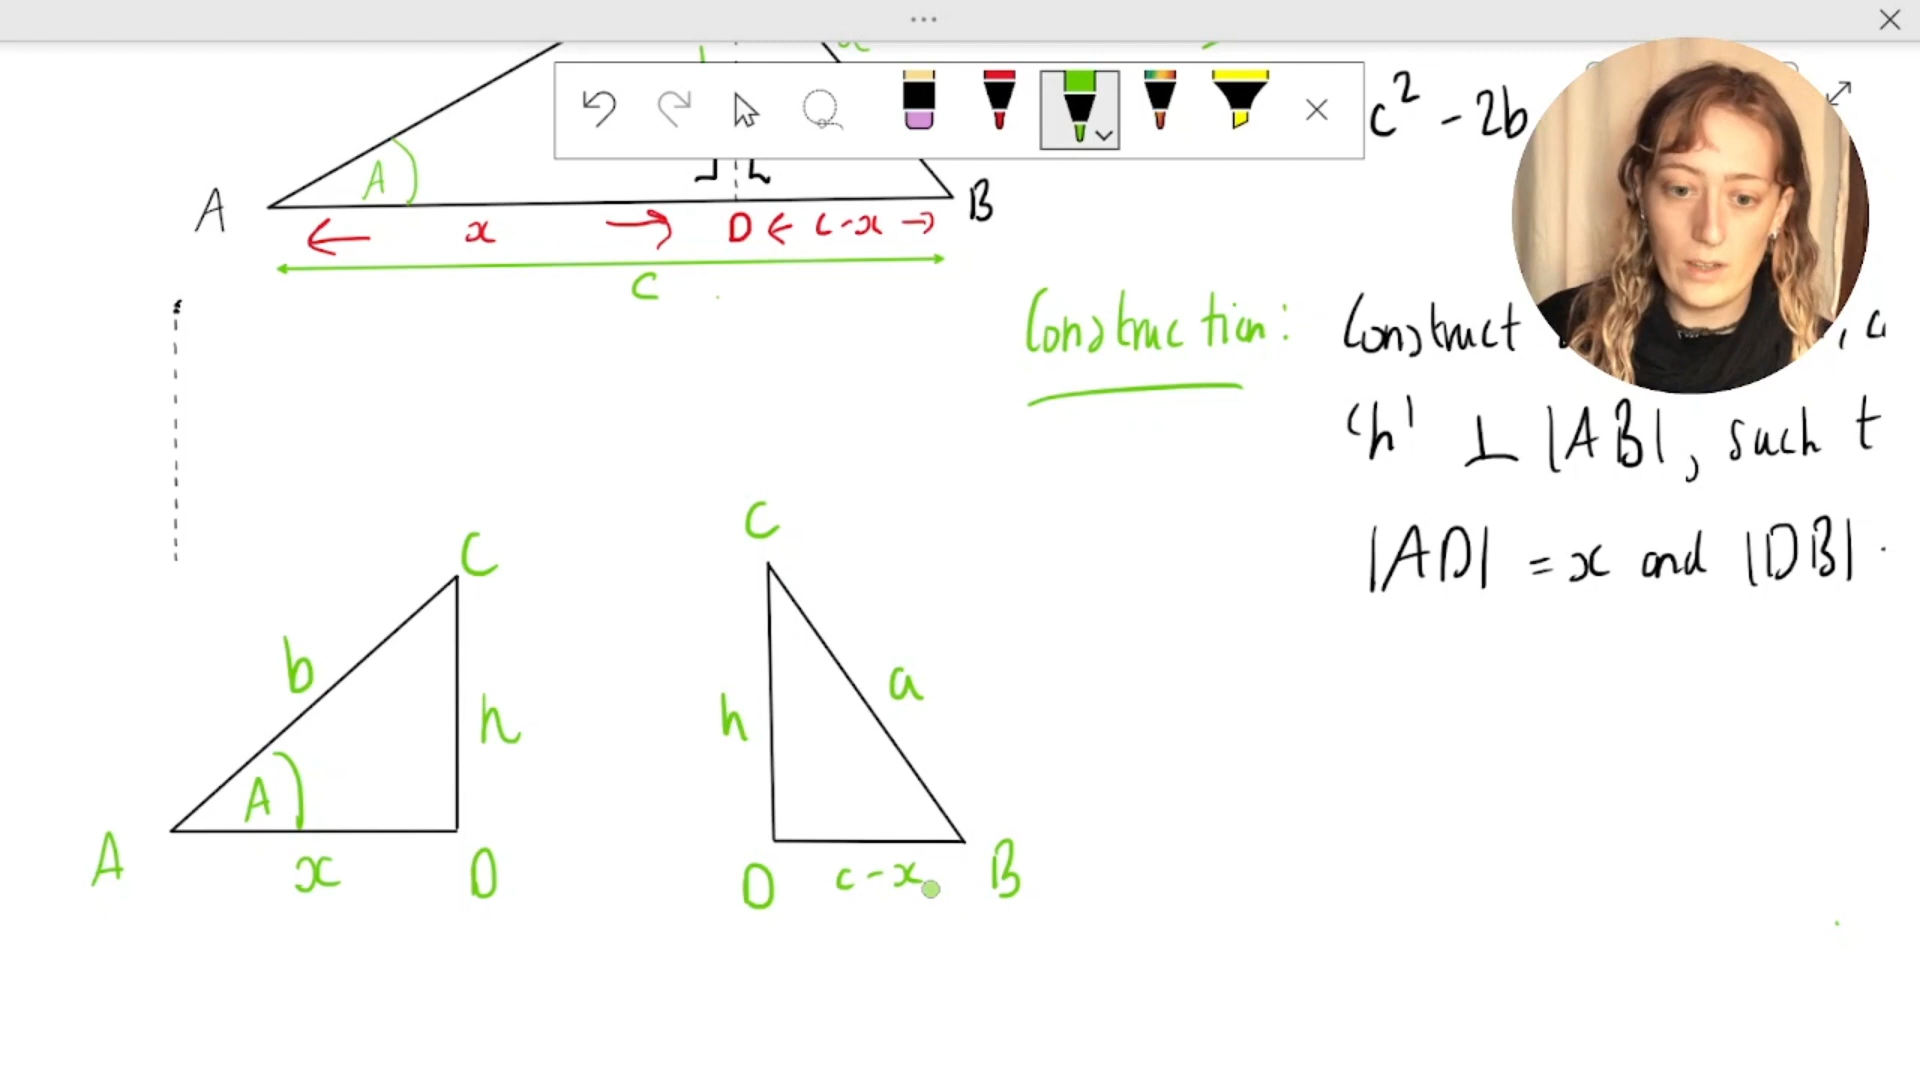 c² - 2b
A
A
B
x D c-x
c
Construction: Construct
'h' ⊥ |AB|, such t
|AD| = x and |DB|
C
C
b
h
h
a
A
A
x
D
D
c-x
B